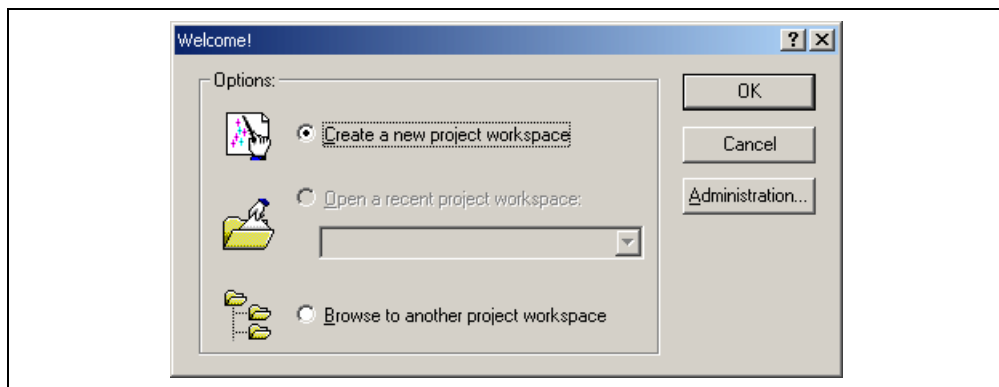 Welcome!
Options:
Create a new project workspace
Open a recent project workspace:
Browse to another project workspace
OK
Cancel
Administration...